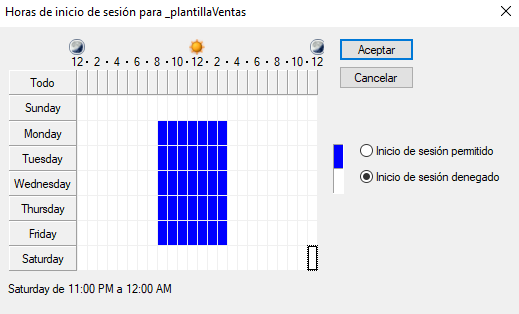 Horas de inicio de sesión para _plantillaVentas
12 · 2 · 4 · 6 · 8 · 10 · 12 · 2 · 4 · 6 · 8 · 10 · 12
Todo
Sunday
Monday
Tuesday
Wednesday
Thursday
Friday
Saturday
Aceptar
Cancelar
Inicio de sesión permitido
Inicio de sesión denegado
Saturday de 11:00 PM a 12:00 AM